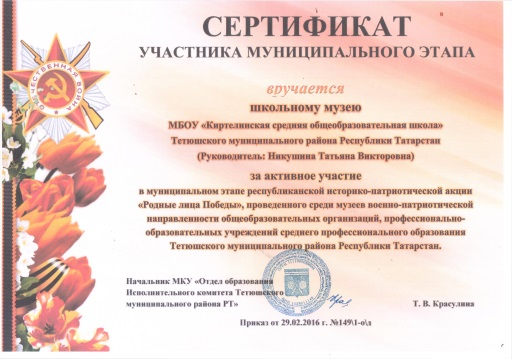 СЕРТИФИКАТ
УЧАСТНИКА МУНИЦИПАЛЬНОГО ЭТАПА
вручается
школьному музею
МБОУ «Киртелинская средняя общеобразовательная школа»
Тетюшского муниципального района Республики Татарстан
(Руководитель: Никушина Татьяна Викторовна)
за активное участие
в муниципальном этапе республиканской историко-патриотической акции
«Родные лица Победы», проведенного среди музеев военно-патриотической
направленности общеобразовательных организаций, профессионально-
образовательных учреждений среднего профессионального образования
Тетюшского муниципального района Республики Татарстан.
ОТЕЧЕСТВЕННАЯ ВОЙНА
Начальник МКУ «Отдел образования
Исполнительного комитета Тетюшского
муниципального района РТ»
Т. В. Красулина
Приказ от 29.02.2016 г. №149\1-о\д